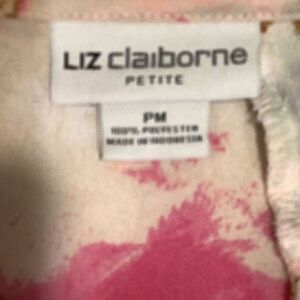 LIZ claiborne
PETITE
PM
100% POLYESTER
MADE IN INDONESIA